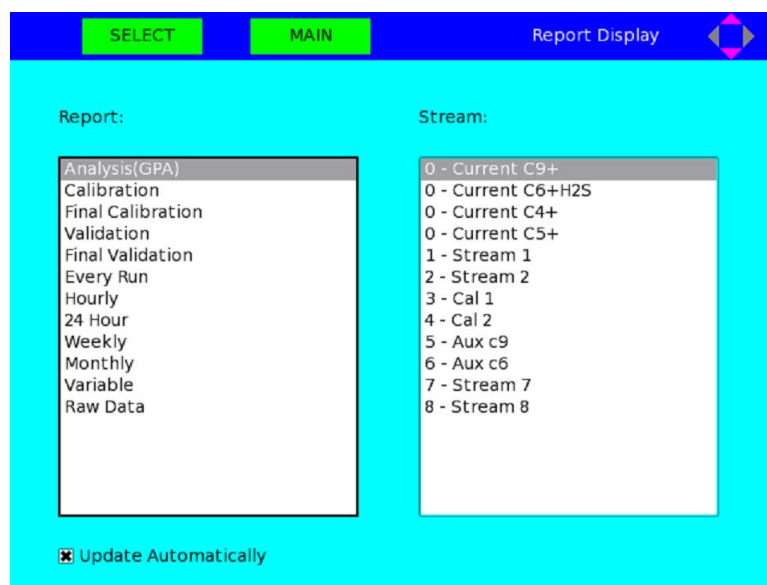 SELECT
MAIN
Report Display
Report:
Analysis(GPA)
Calibration
Final Calibration
Validation
Final Validation
Every Run
Hourly
24 Hour
Weekly
Monthly
Variable
Raw Data
Stream:
0 - Current C9+
0 - Current C6+H2S
0 - Current C4+
0 - Current C5+
1 - Stream 1
2 - Stream 2
3 - Cal 1
4 - Cal 2
5 - Aux c9
6 - Aux c6
7 - Stream 7
8 - Stream 8
Update Automatically